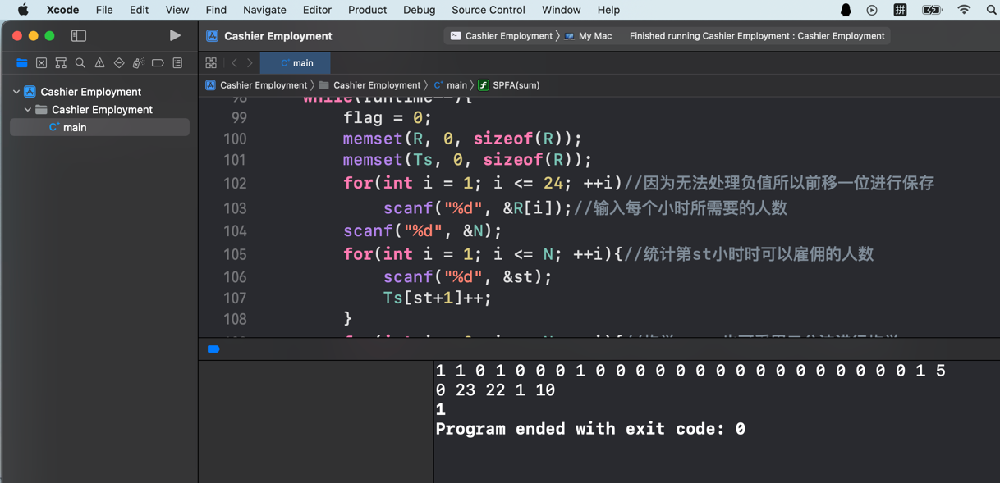 Xcode File Edit View Find Navigate Editor Product Debug Source Control Window Help 拼
Cashier Employment
Cashier Employment 〉 My Mac Finished running Cashier Employment : Cashier Employment
C⁺ main
Cashier Employment 〉 Cashier Employment 〉 C⁺ main 〉 f SPFA(sum)
Cashier Employment
Cashier Employment
C⁺ main
98 while(runtime--){
99 flag = 0;
100 memset(R, 0, sizeof(R));
101 memset(Ts, 0, sizeof(R));
102 for(int i = 1; i <= 24; ++i)//因为无法处理负值所以前移一位进行保存
103 scanf("%d", &R[i]);//输入每个小时所需要的人数
104 scanf("%d", &N);
105 for(int i = 1; i <= N; ++i){//统计第st小时时可以雇佣的人数
106 scanf("%d", &st);
107 Ts[st+1]++;
108 }
1 1 0 1 0 0 0 1 0 0 0 0 0 0 0 0 0 0 0 0 0 0 0 0 1 5
0 23 22 1 10
1
Program ended with exit code: 0